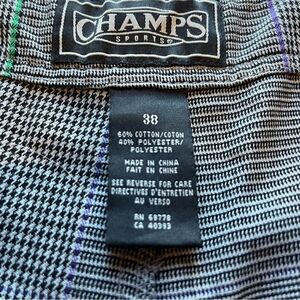 CHAMPS
SPORTS
38
60% COTTON/COTON
40% POLYESTER/
POLYESTER
MADE IN CHINA
FAIT EN CHINE
SEE REVERSE FOR CARE
DIRECTIVES D'ENTRETIEN
AU VERSO
RN 69778
CA 40393